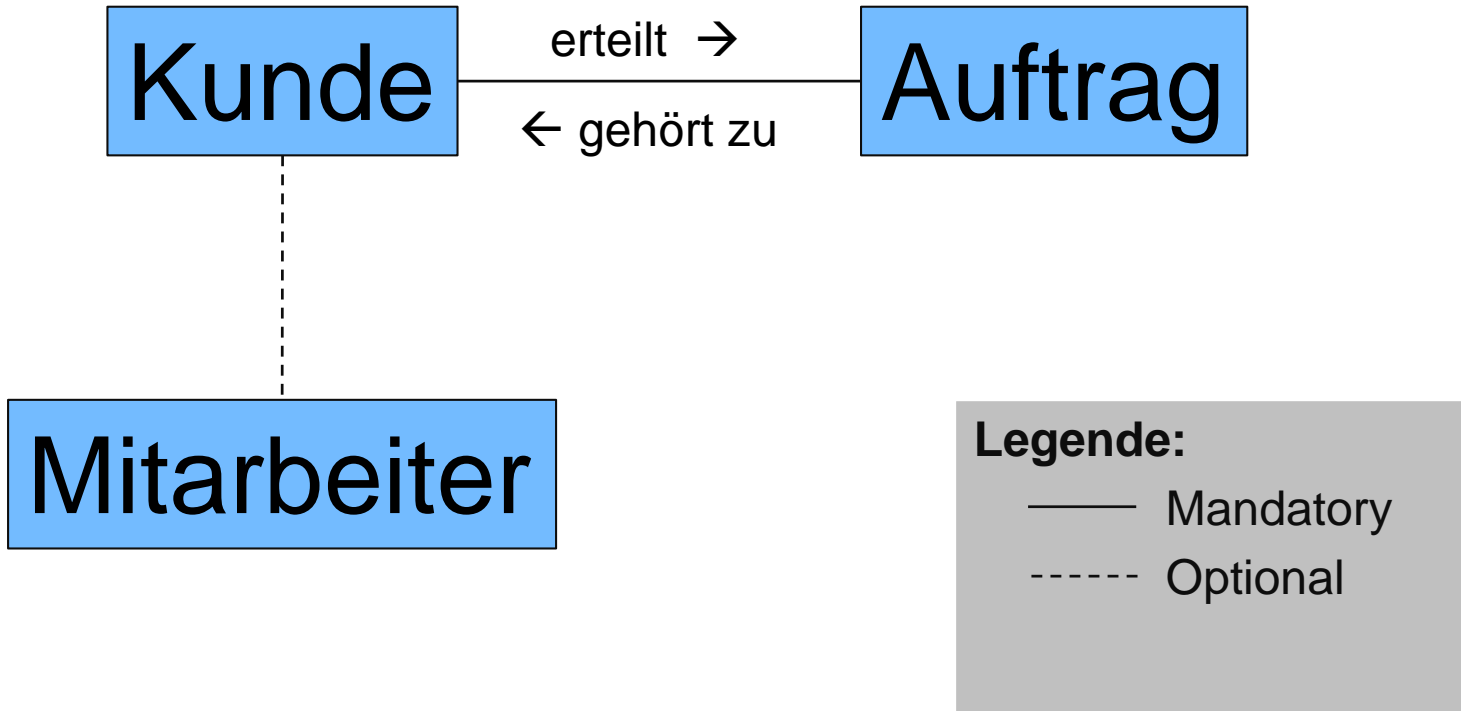 Kunde
erteilt →
Auftrag
← gehört zu
Mitarbeiter
Legende:
Mandatory
Optional